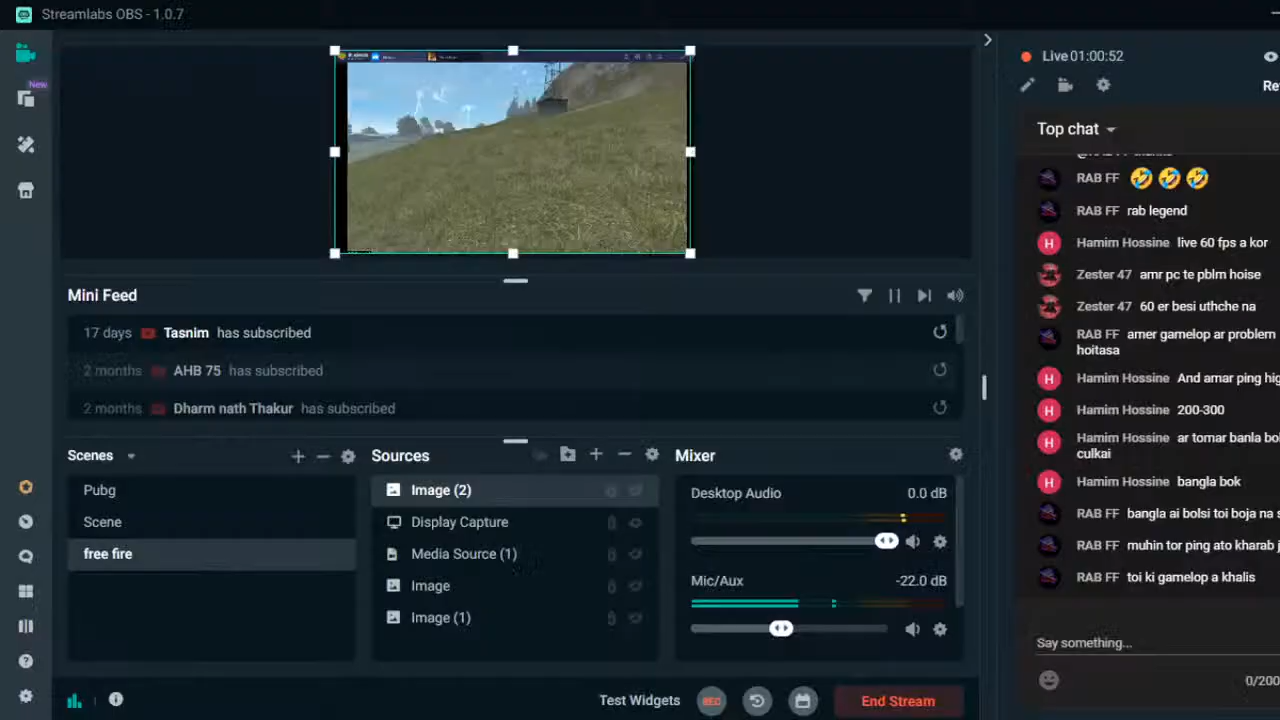 Streamlabs OBS - 1.0.7
New
Live 01:00:52
Top chat
RAB FF 🤣🤣🤣
RAB FF rab legend
Hamim Hossine live 60 fps a kor
Zester 47 amr pc te pblm hoise
Zester 47 60 er besi uthche na
RAB FF amer gamelop ar problem
hoitasa
Hamim Hossine And amar ping hig
Hamim Hossine 200-300
Hamim Hossine ar tomar banla bo
culkai
Hamim Hossine bangla bok
RAB FF bangla ai bolsi toi boja na s
RAB FF muhin tor ping ato kharab j
RAB FF toi ki gamelop a khalis
Say something...
0/200
Mini Feed
17 days Tasnim has subscribed
2 months AHB 75 has subscribed
2 months Dharm nath Thakur has subscribed
Scenes
Pubg
Scene
free fire
Sources
Image (2)
Display Capture
Media Source (1)
Image
Image (1)
Mixer
Desktop Audio 0.0 dB
Mic/Aux -22.0 dB
Test Widgets
REC
End Stream